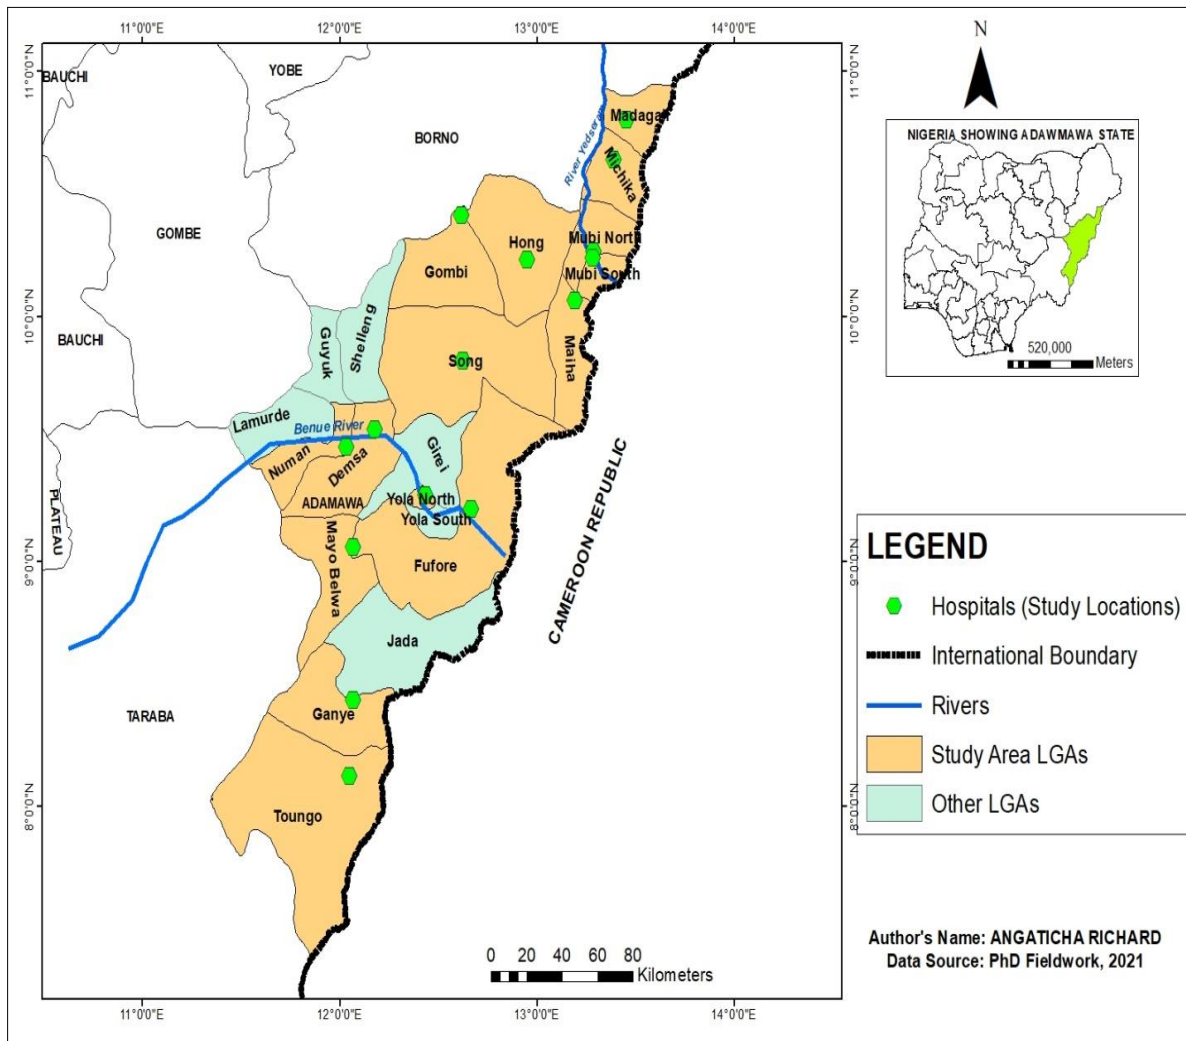 11°0'0"E
12°0'0"E
13°0'0"E
14°0'0"E
11°0'0"N
11°0'0"N
10°0'0"N
10°0'0"N
9°0'0"N
9°0'0"N
8°0'0"N
8°0'0"N
BAUCHI
YOBE
BORNO
GOMBE
BAUCHI
PLATEAU
TARABA
River Yedseram
Madagali
Michika
Mubi North
Mubi South
Hong
Gombi
Maiha
Song
Shelleng
Guyuk
Lamurde
Benue River
Numan
Demsa
Girei
ADAMAWA
Yola North
Yola South
Mayo Belwa
Fufore
Jada
Ganye
Toungo
CAMEROON REPUBLIC
0 20 40 60 80
Kilometers
11°0'0"E
12°0'0"E
13°0'0"E
14°0'0"E
N
NIGERIA SHOWING ADAWMAWA STATE
520,000
Meters
LEGEND
Hospitals (Study Locations)
International Boundary
Rivers
Study Area LGAs
Other LGAs
Author's Name: ANGATICHA RICHARD
Data Source: PhD Fieldwork, 2021